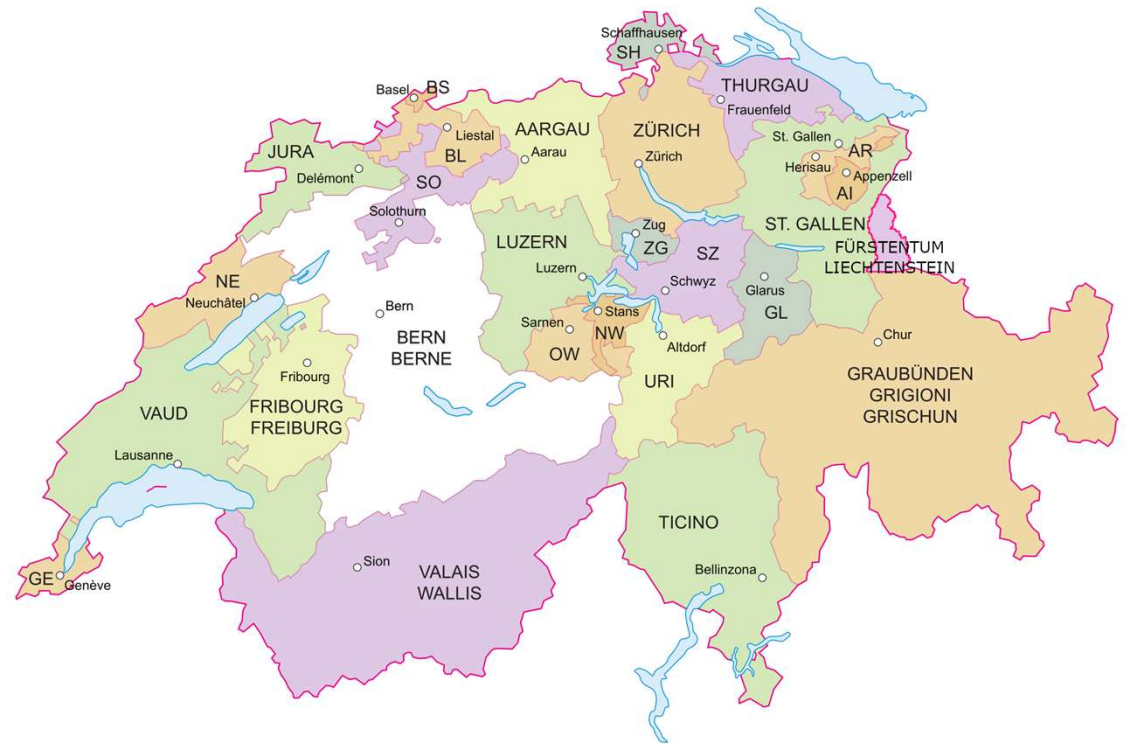 Schaffhausen
SH
THURGAU
Frauenfeld
BS
Basel
Liestal
BL
AARGAU
Aarau
ZÜRICH
Zürich
St. Gallen
AR
Herisau
Appenzell
AI
JURA
Delémont
SO
Solothurn
ST. GALLEN
FÜRSTENTUM
LIECHTENSTEIN
LUZERN
Luzern
Zug
ZG
SZ
Schwyz
Glarus
GL
NE
Neuchâtel
Bern
BERN
BERNE
Sarnen
OW
Stans
NW
Altdorf
URI
Chur
GRAUBÜNDEN
GRIGIONI
GRISCHUN
Fribourg
FRIBOURG
FREIBURG
VAUD
Lausanne
TICINO
Bellinzona
GE
Genève
Sion
VALAIS
WALLIS